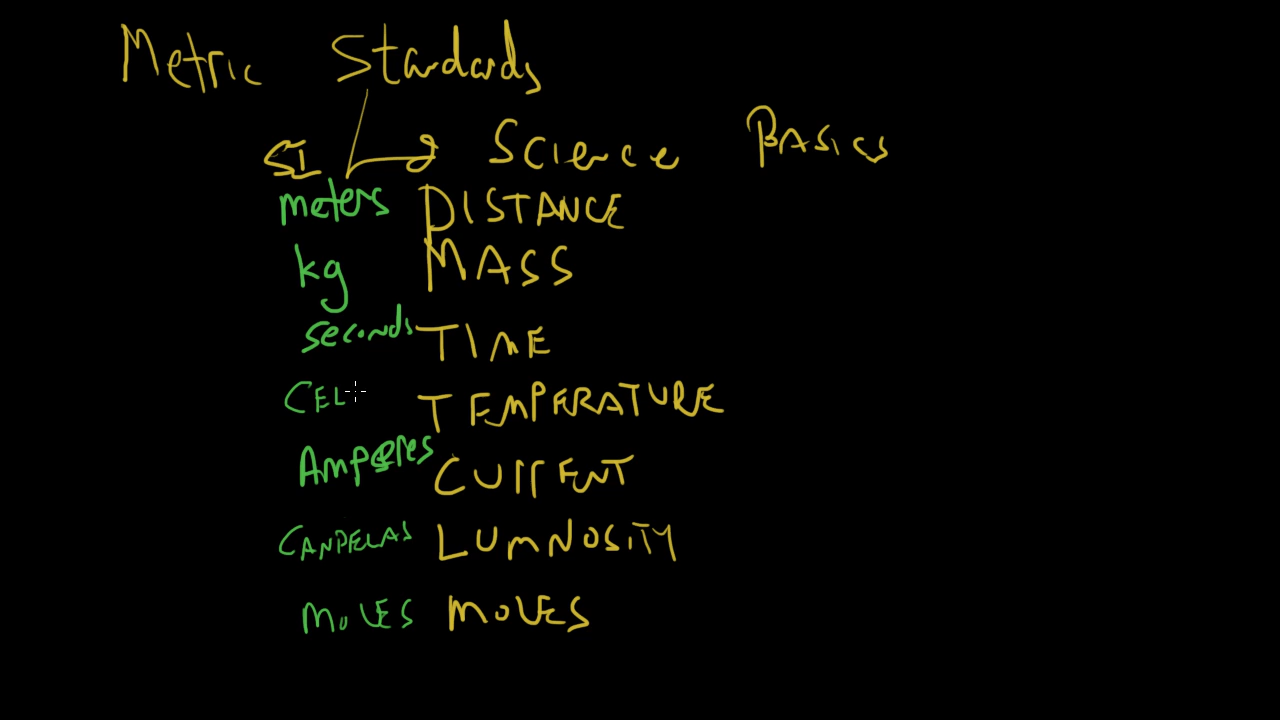 Metric Standards
SI Science BASICS
meters DISTANCE
kg MASS
seconds TIME
CEL TEMPERATURE
Amperes CURRENT
CANDELAS LUMNOSITY
MOLES MOLES